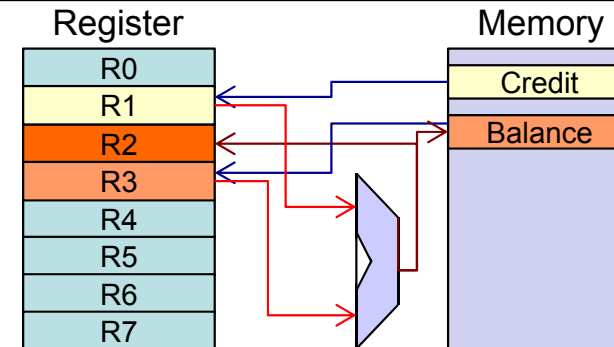 Register
Memory
R0
R1
R2
R3
R4
R5
R6
R7
Credit
Balance